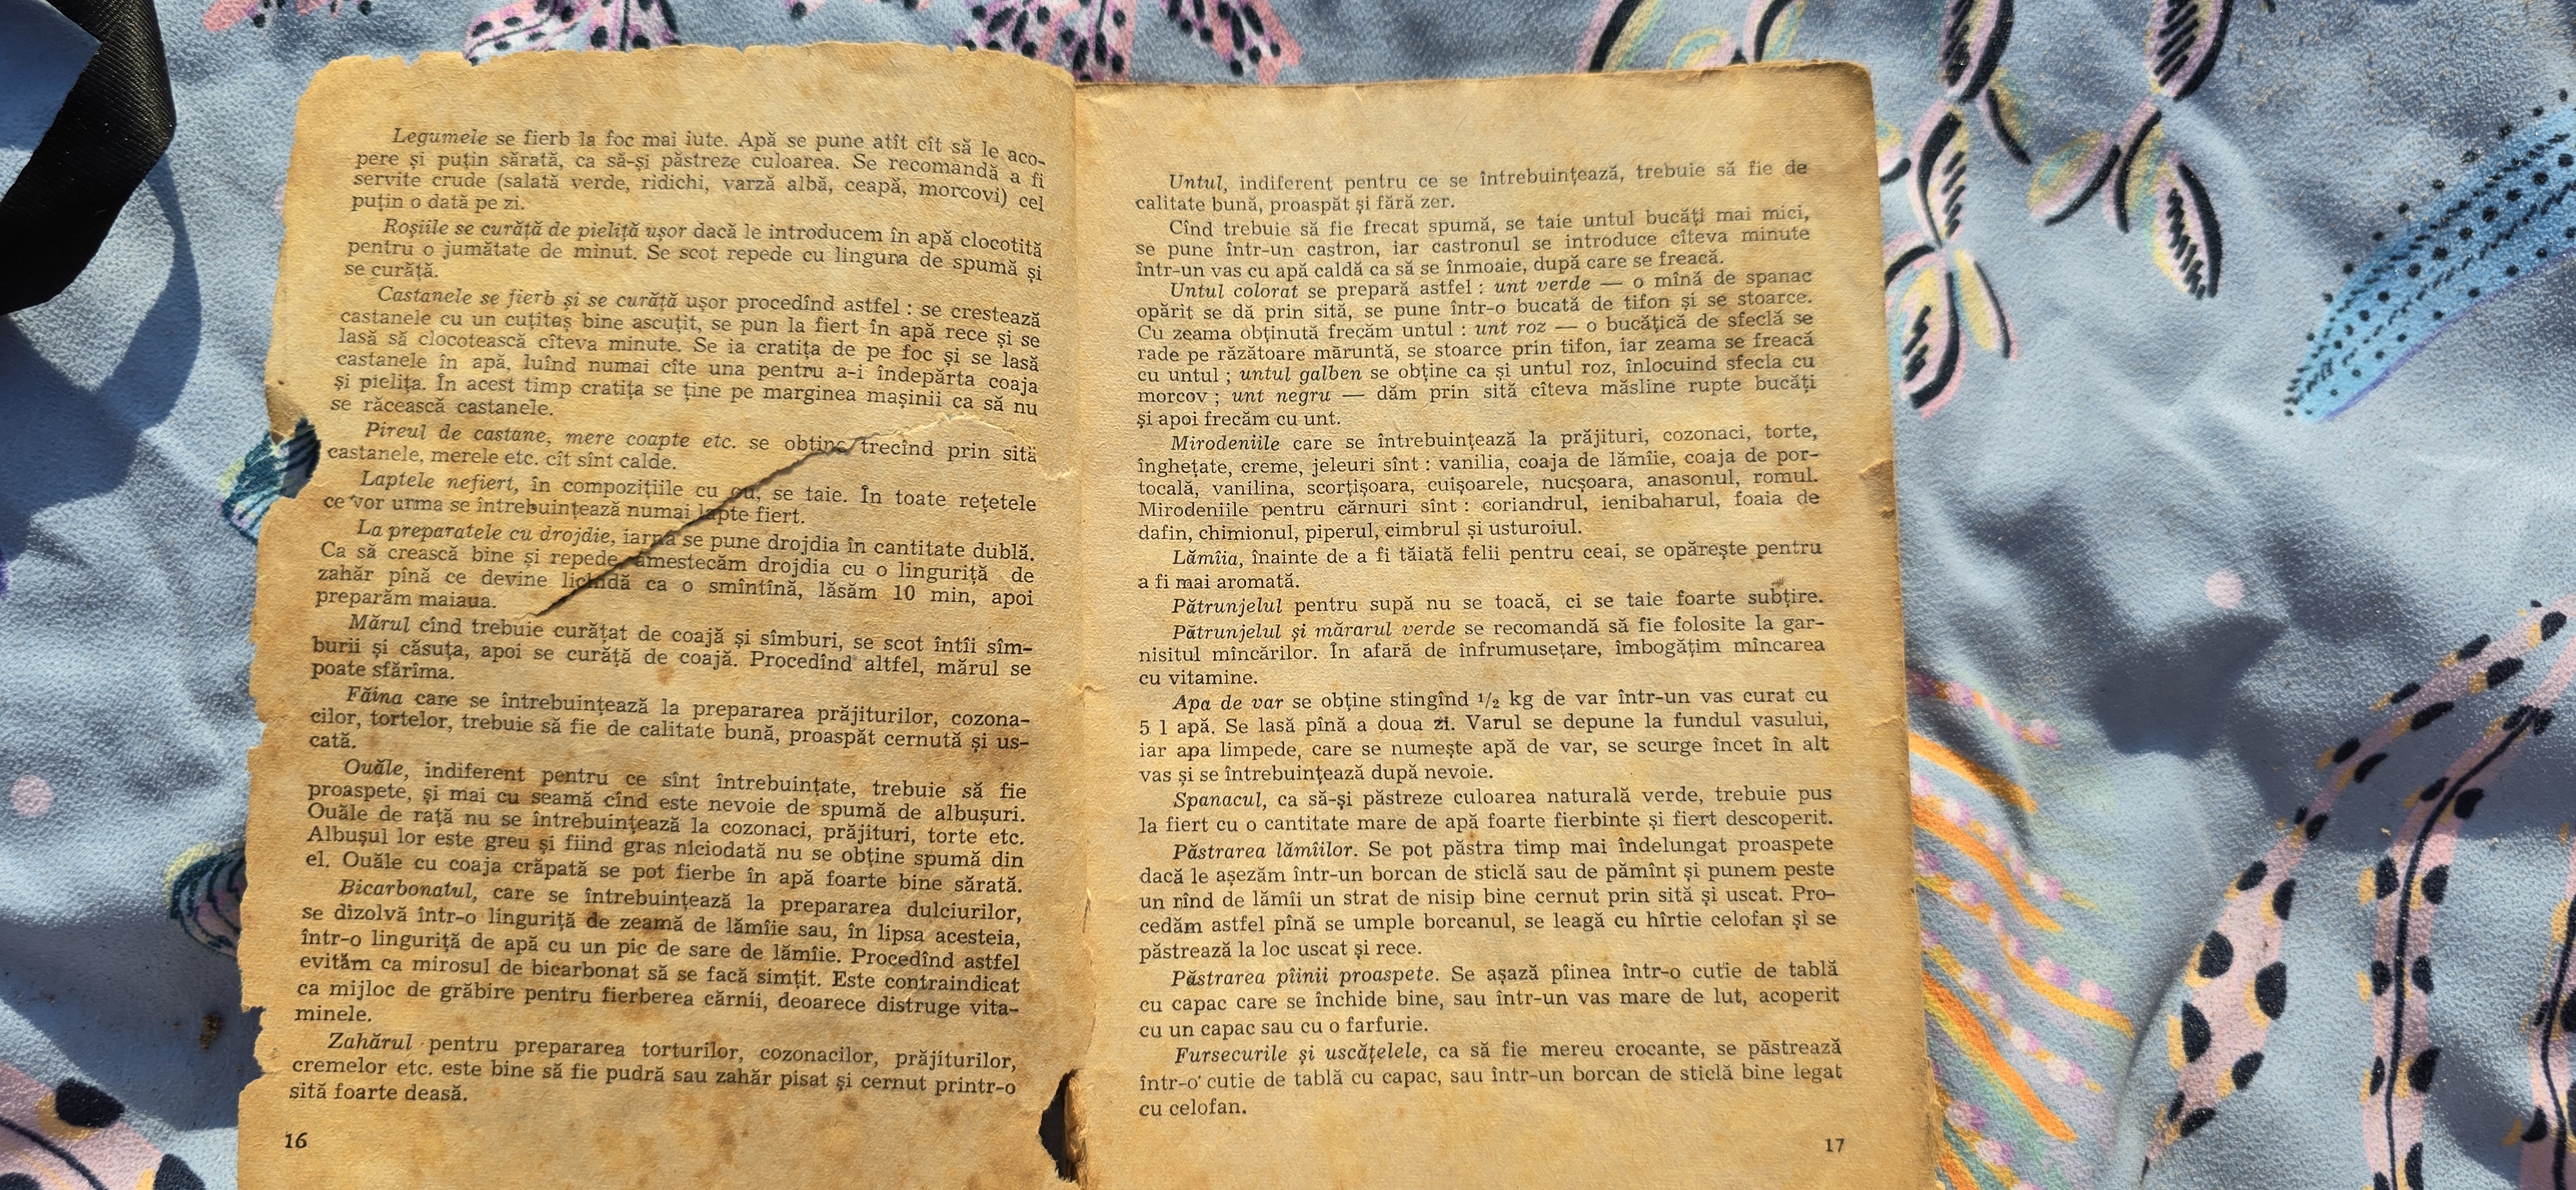 Legumele se fierb la foc mai iute. Apă se pune atît cît să le aco-
pere și puțin sărată, ca să-și păstreze culoarea. Se recomandă a fi
servite crude (salată verde, ridichi, varză albă, ceapă, morcovi) cel
puțin o dată pe zi.
Roșiile se curăță de pieliță ușor dacă le introducem în apă clocotită
pentru o jumătate de minut. Se scot repede cu lingura de spumă și
se curăță.
Castanele se fierb și se curăță ușor procedînd astfel : se crestează
castanele cu un cuțitaș bine ascuțit, se pun la fiert în apă rece și se
lasă să clocotească cîteva minute. Se ia cratița de pe foc și se lasă
castanele în apă, luînd numai cîte una pentru a-i îndepărta coaja
și pielița. În acest timp cratița se ține pe marginea mașinii ca să nu
se răcească castanele.
Pireul de castane, mere coapte etc. se obține trecînd prin sită
castanele, merele etc. cît sînt calde.
Laptele nefiert, în compozițiile cu ou, se taie. În toate rețetele
ce vor urma se întrebuințează numai lapte fiert.
La preparatele cu drojdie, iarna se pune drojdia în cantitate dublă.
Ca să crească bine și repede, amestecăm drojdia cu o linguriță de
zahăr pînă ce devine lichidă ca o smîntînă, lăsăm 10 min, apoi
preparăm maiaua.
Mărul cînd trebuie curățat de coajă și sîmburi, se scot întîi sîm-
burii și căsuța, apoi se curăță de coajă. Procedînd altfel, mărul se
poate sfărîma.
Făina care se întrebuințează la prepararea prăjiturilor, cozona-
cilor, tortelor, trebuie să fie de calitate bună, proaspăt cernută și us-
cată.
Ouăle, indiferent pentru ce sînt întrebuințate, trebuie să fie
proaspete, și mai cu seamă cînd este nevoie de spumă de albușuri.
Ouăle de rață nu se întrebuințează la cozonaci, prăjituri, torte etc.
Albușul lor este greu și fiind gras niciodată nu se obține spumă din
el. Ouăle cu coaja crăpată se pot fierbe în apă foarte bine sărată.
Bicarbonatul, care se întrebuințează la prepararea dulciurilor,
se dizolvă într-o linguriță de zeamă de lămîie sau, în lipsa acesteia,
într-o linguriță de apă cu un pic de sare de lămîie. Procedînd astfel
evităm ca mirosul de bicarbonat să se facă simțit. Este contraindicat
ca mijloc de grăbire pentru fierberea cărnii, deoarece distruge vita-
minele.
Zahărul pentru prepararea torturilor, cozonacilor, prăjiturilor,
cremelor etc. este bine să fie pudră sau zahăr pisat și cernut printr-o
sită foarte deasă.
16
Untul, indiferent pentru ce se întrebuințează, trebuie să fie de
calitate bună, proaspăt și fără zer.
Cînd trebuie să fie frecat spumă, se taie untul bucăți mai mici,
se pune într-un castron, iar castronul se introduce cîteva minute
într-un vas cu apă caldă ca să se înmoaie, după care se freacă.
Untul colorat se prepară astfel : unt verde — o mînă de spanac
opărit se dă prin sită, se pune într-o bucată de tifon și se stoarce.
Cu zeama obținută frecăm untul : unt roz — o bucățică de sfeclă se
rade pe răzătoare măruntă, se stoarce prin tifon, iar zeama se freacă
cu untul ; untul galben se obține ca și untul roz, înlocuind sfecla cu
morcov ; unt negru — dăm prin sită cîteva măsline rupte bucăți
și apoi frecăm cu unt.
Mirodeniile care se întrebuințează la prăjituri, cozonaci, torte,
înghețate, creme, jeleuri sînt : vanilia, coaja de lămîie, coaja de por-
tocală, vanilina, scorțișoara, cuișoarele, nucșoara, anasonul, romul.
Mirodeniile pentru cărnuri sînt : coriandrul, ienibaharul, foaia de
dafin, chimionul, piperul, cimbrul și usturoiul.
Lămîia, înainte de a fi tăiată felii pentru ceai, se opărește pentru
a fi mai aromată.
Pătrunjelul pentru supă nu se toacă, ci se taie foarte subțire.
Pătrunjelul și mărarul verde se recomandă să fie folosite la gar-
nisitul mîncărilor. În afară de înfrumusețare, îmbogățim mîncarea
cu vitamine.
Apa de var se obține stingînd 1/2 kg de var într-un vas curat cu
5 l apă. Se lasă pînă a doua zi. Varul se depune la fundul vasului,
iar apa limpede, care se numește apă de var, se scurge încet în alt
vas și se întrebuințează după nevoie.
Spanacul, ca să-și păstreze culoarea naturală verde, trebuie pus
la fiert cu o cantitate mare de apă foarte fierbinte și fiert descoperit.
Păstrarea lămîilor. Se pot păstra timp mai îndelungat proaspete
dacă le așezăm într-un borcan de sticlă sau de pămînt și punem peste
un rînd de lămîi un strat de nisip bine cernut prin sită și uscat. Pro-
cedăm astfel pînă se umple borcanul, se leagă cu hîrtie celofan și se
păstrează la loc uscat și rece.
Păstrarea pîinii proaspete. Se așază pîinea într-o cutie de tablă
cu capac care se închide bine, sau într-un vas mare de lut, acoperit
cu un capac sau cu o farfurie.
Fursecurile și uscățelele, ca să fie mereu crocante, se păstrează
într-o cutie de tablă cu capac, sau într-un borcan de sticlă bine legat
cu celofan.
17